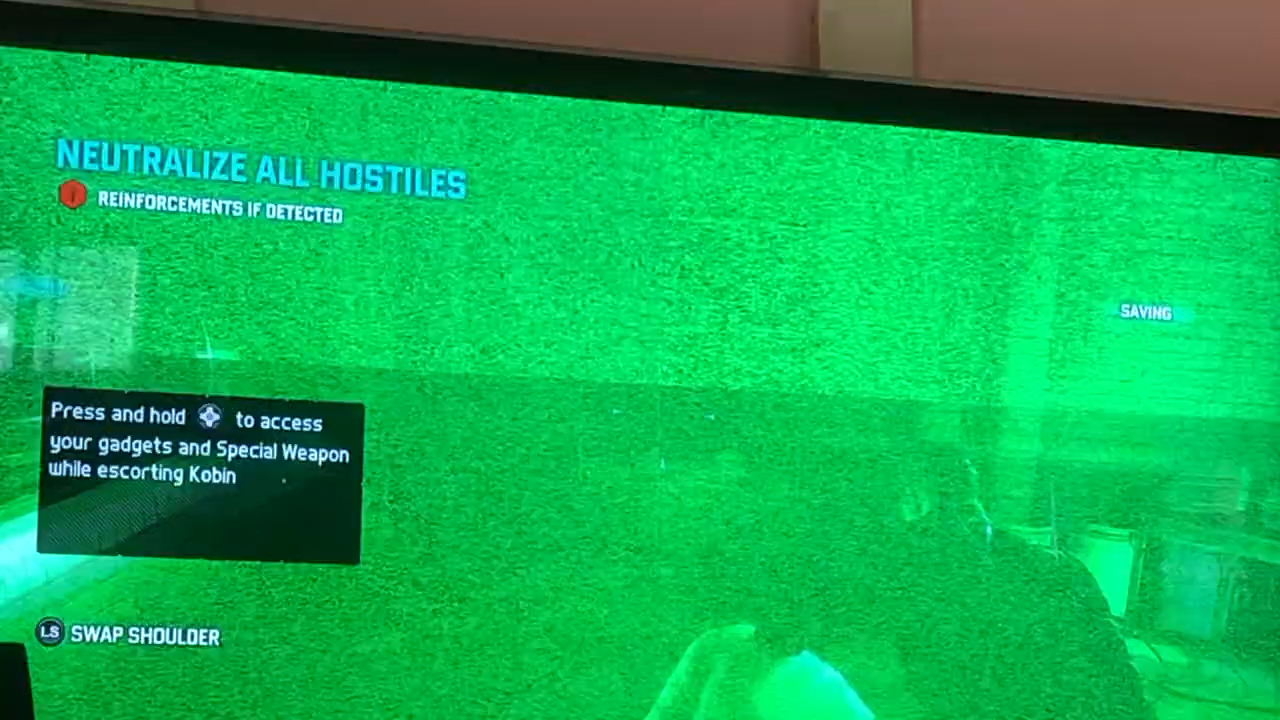 NEUTRALIZE ALL HOSTILES
REINFORCEMENTS IF DETECTED
SAVING
Press and hold to access
your gadgets and Special Weapon
while escorting Kobin
LS SWAP SHOULDER